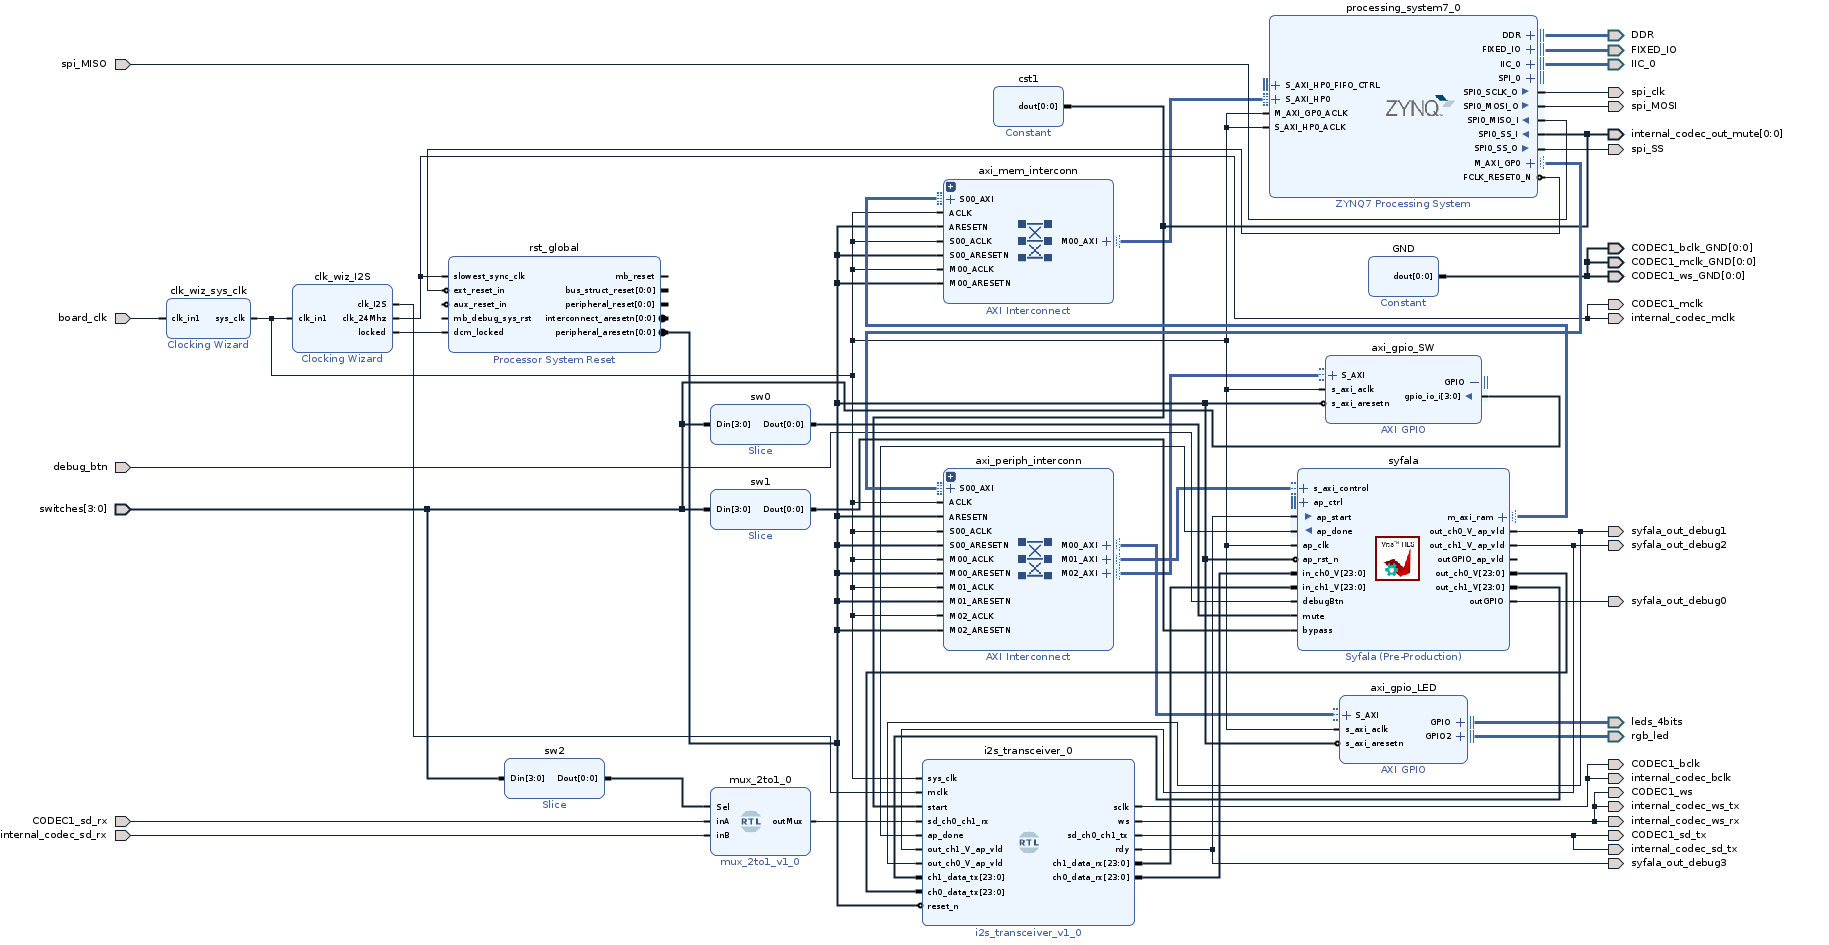 processing_system7_0
DDR
FIXED_IO
IIC_0
SPI_0
S_AXI_HP0_FIFO_CTRL
S_AXI_HP0
M_AXI_GP0_ACLK
S_AXI_HP0_ACLK
SPI0_SCLK_O
SPI0_MOSI_O
SPI0_MISO_I
SPI0_SS_I
SPI0_SS_O
M_AXI_GP0
FCLK_RESET0_N
ZYNQ
ZYNQ7 Processing System
DDR
FIXED_IO
IIC_0
spi_clk
spi_MOSI
internal_codec_out_mute[0:0]
spi_SS
spi_MISO
cst1
dout[0:0]
Constant
axi_mem_interconn
S00_AXI
ACLK
ARESETN
S00_ACLK
S00_ARESETN
M00_ACLK
M00_ARESETN
M00_AXI
AXI Interconnect
GND
dout[0:0]
Constant
CODEC1_bclk_GND[0:0]
CODEC1_mclk_GND[0:0]
CODEC1_ws_GND[0:0]
CODEC1_mclk
internal_codec_mclk
rst_global
slowest_sync_clk
ext_reset_in
aux_reset_in
mb_debug_sys_rst
dcm_locked
mb_reset
bus_struct_reset[0:0]
peripheral_reset[0:0]
interconnect_aresetn[0:0]
peripheral_aresetn[0:0]
Processor System Reset
clk_wiz_I2S
clk_in1
clk_I2S
clk_24Mhz
locked
Clocking Wizard
clk_wiz_sys_clk
clk_in1
sys_clk
Clocking Wizard
board_clk
axi_gpio_SW
S_AXI
s_axi_aclk
s_axi_aresetn
GPIO
gpio_io_i[3:0]
AXI GPIO
sw0
Din[3:0]
Dout[0:0]
Slice
debug_btn
sw1
Din[3:0]
Dout[0:0]
Slice
switches[3:0]
axi_periph_interconn
S00_AXI
ACLK
ARESETN
S00_ACLK
S00_ARESETN
M00_ACLK
M00_ARESETN
M01_ACLK
M01_ARESETN
M02_ACLK
M02_ARESETN
M00_AXI
M01_AXI
M02_AXI
AXI Interconnect
syfala
s_axi_control
ap_ctrl
ap_start
ap_done
ap_clk
ap_rst_n
in_ch0_V[23:0]
in_ch1_V[23:0]
debugBtn
mute
bypass
Vitis™ HLS
m_axi_ram
out_ch0_V_ap_vld
out_ch1_V_ap_vld
outGPIO_ap_vld
out_ch0_V[23:0]
out_ch1_V[23:0]
outGPIO
Syfala (Pre-Production)
syfala_out_debug1
syfala_out_debug2
syfala_out_debug0
axi_gpio_LED
S_AXI
s_axi_aclk
s_axi_aresetn
GPIO
GPIO2
AXI GPIO
leds_4bits
rgb_led
sw2
Din[3:0]
Dout[0:0]
Slice
mux_2to1_0
Sel
inA
inB
RTL
outMux
mux_2to1_v1_0
CODEC1_sd_rx
internal_codec_sd_rx
i2s_transceiver_0
sys_clk
mclk
start
sd_ch0_ch1_rx
ap_done
out_ch1_V_ap_vld
out_ch0_V_ap_vld
ch1_data_tx[23:0]
ch0_data_tx[23:0]
reset_n
RTL
sclk
ws
sd_ch0_ch1_tx
rdy
ch1_data_rx[23:0]
ch0_data_rx[23:0]
i2s_transceiver_v1_0
CODEC1_bclk
internal_codec_bclk
CODEC1_ws
internal_codec_ws_tx
internal_codec_ws_rx
CODEC1_sd_tx
internal_codec_sd_tx
syfala_out_debug3